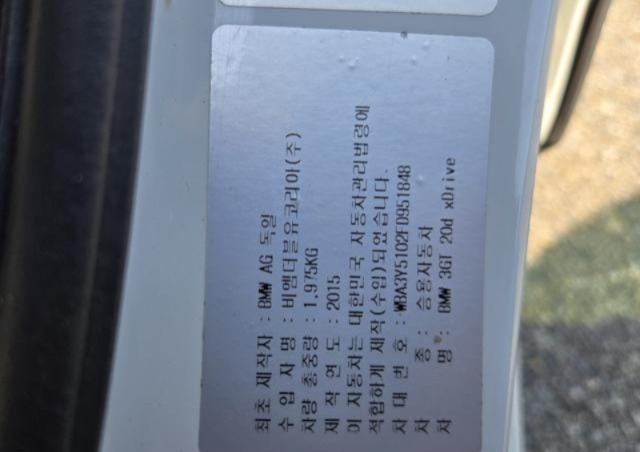 최초 제작자 : BMW AG 독일
수 입 자 명 : 비엠더블유코리아(주)
차량 총중량 : 1.975KG
제 작 연 도 : 2015
이 자동차는 대한민국 자동차관리법령에
적합하게 제작(수입)되었습니다.
차 대 번 호 : WBA3Y5102FD951848
차 종 : 승용자동차
차 명 : BMW 3GT 20d xDrive